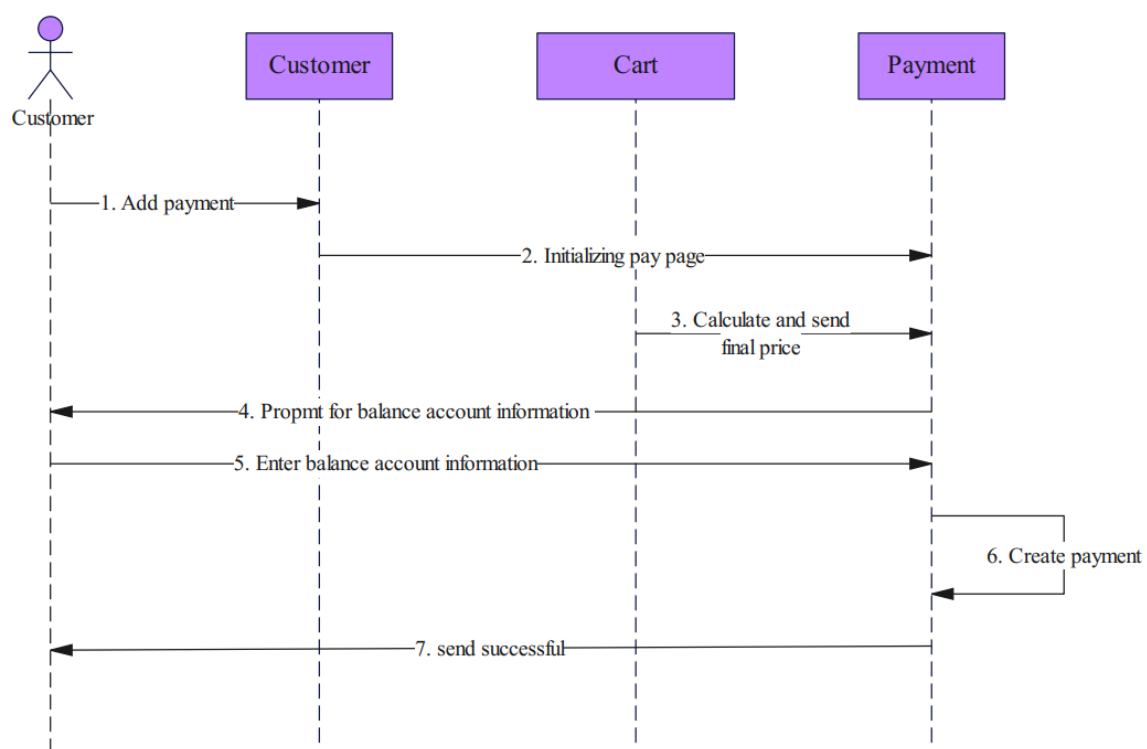 Customer
Cart
Payment
Customer
1. Add payment
2. Initializing pay page
3. Calculate and send
final price
4. Propmt for balance account information
5. Enter balance account information
6. Create payment
7. send successful